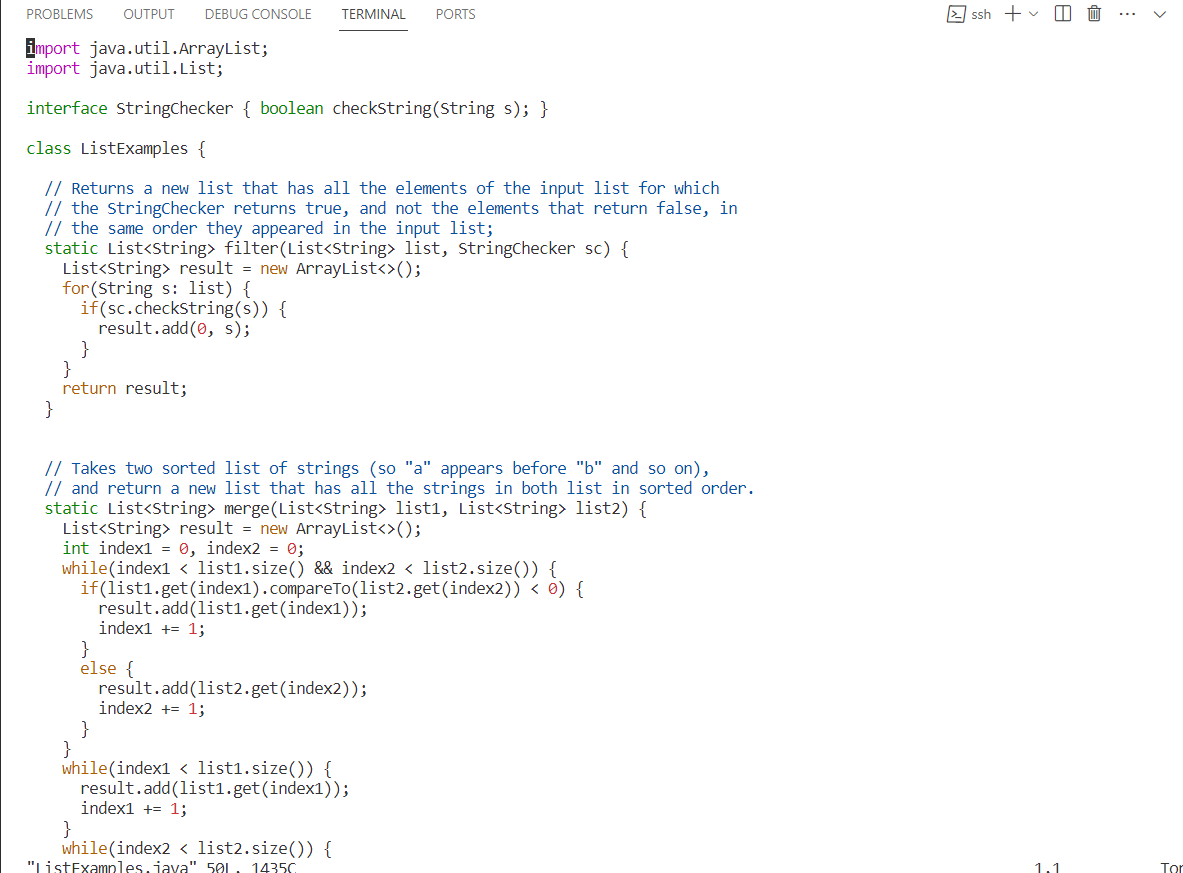 PROBLEMS OUTPUT DEBUG CONSOLE TERMINAL PORTS ssh
import java.util.ArrayList;
import java.util.List;

interface StringChecker { boolean checkString(String s); }

class ListExamples {

  // Returns a new list that has all the elements of the input list for which
  // the StringChecker returns true, and not the elements that return false, in
  // the same order they appeared in the input list;
  static List<String> filter(List<String> list, StringChecker sc) {
    List<String> result = new ArrayList<>();
    for(String s: list) {
      if(sc.checkString(s)) {
        result.add(0, s);
      }
    }
    return result;
  }


  // Takes two sorted list of strings (so "a" appears before "b" and so on),
  // and return a new list that has all the strings in both list in sorted order.
  static List<String> merge(List<String> list1, List<String> list2) {
    List<String> result = new ArrayList<>();
    int index1 = 0, index2 = 0;
    while(index1 < list1.size() && index2 < list2.size()) {
      if(list1.get(index1).compareTo(list2.get(index2)) < 0) {
        result.add(list1.get(index1));
        index1 += 1;
      }
      else {
        result.add(list2.get(index2));
        index2 += 1;
      }
    }
    while(index1 < list1.size()) {
      result.add(list1.get(index1));
      index1 += 1;
    }
    while(index2 < list2.size()) {
"ListExamples.java" 50L, 1435C 1,1 Top